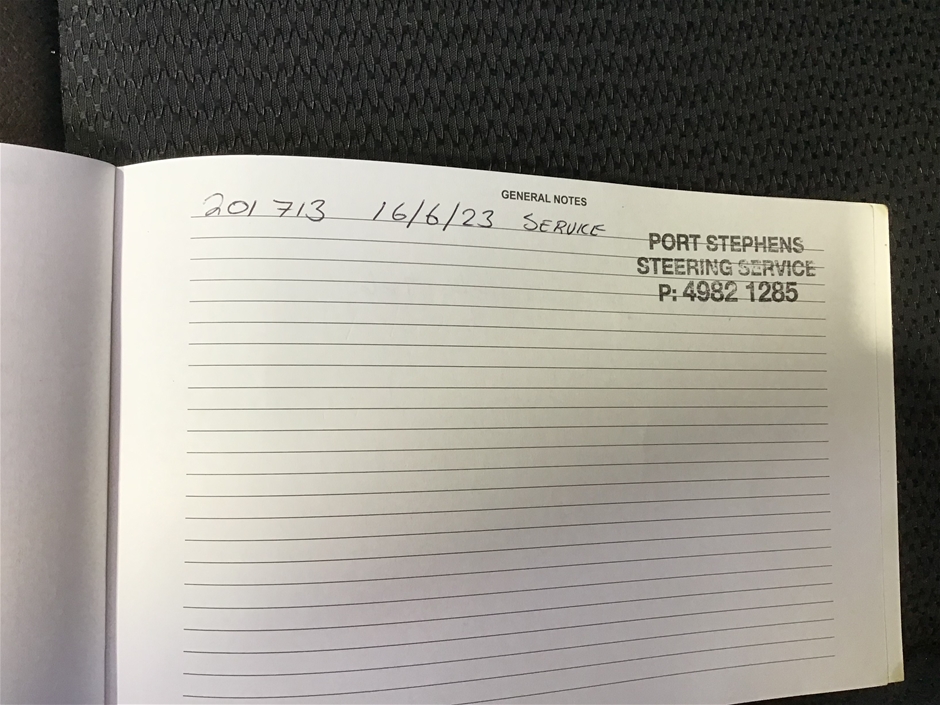 GENERAL NOTES
201 713 16/6/23 SERVICE
PORT STEPHENS
STEERING SERVICE
P: 4982 1285